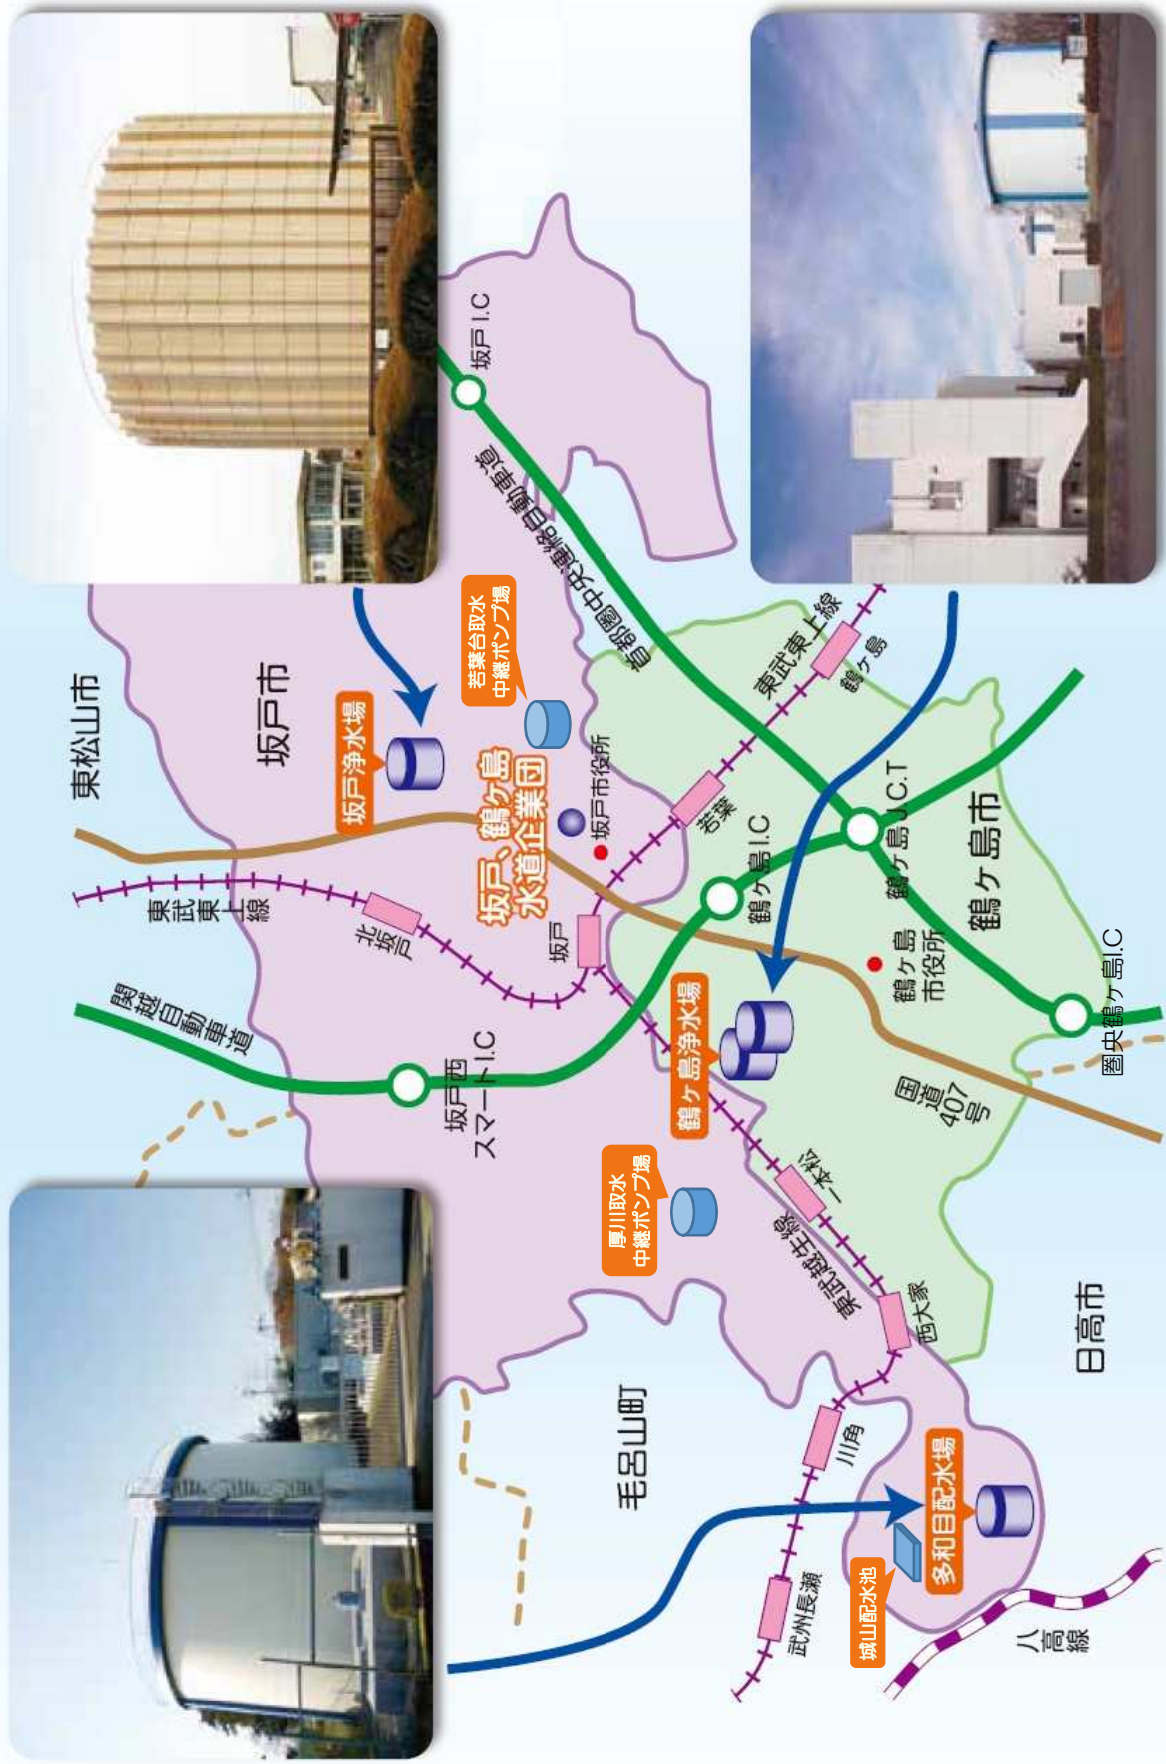 東松山市
坂戸市
東武東上線
関越自動車道
北坂戸
坂戸浄水場
若葉台取水
中継ポンプ場
坂戸、鶴ヶ島
水道企業団
坂戸市役所
坂戸I.C
首都圏中央連絡自動車道
坂戸西
スマートI.C
坂戸
若葉
東武東上線
鶴ヶ島
鶴ヶ島I.C
鶴ヶ島J.C.T
鶴ヶ島市
鶴ヶ島
市役所
鶴ヶ島浄水場
厚川取水
中継ポンプ場
一本松
東武越生線
西大家
国道
407
号
圏央鶴ヶ島I.C
毛呂山町
川角
武州長瀬
城山配水池
多和目配水場
八高線
日高市